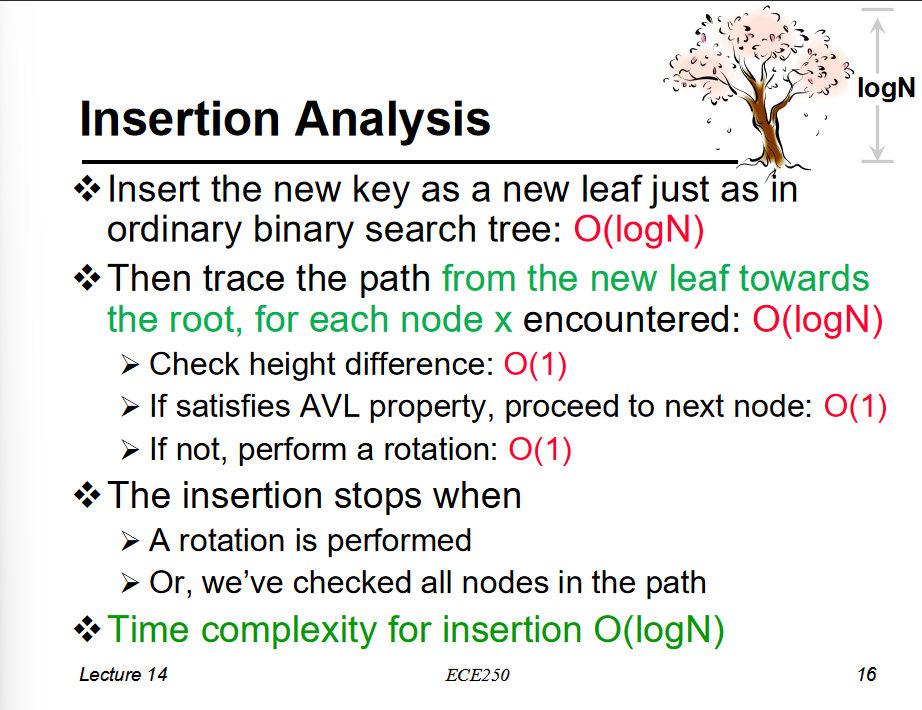 logN
Insertion Analysis
❖ Insert the new key as a new leaf just as in
ordinary binary search tree: O(logN)
❖ Then trace the path from the new leaf towards
the root, for each node x encountered: O(logN)
➢ Check height difference: O(1)
➢ If satisfies AVL property, proceed to next node: O(1)
➢ If not, perform a rotation: O(1)
❖ The insertion stops when
➢ A rotation is performed
➢ Or, we’ve checked all nodes in the path
❖ Time complexity for insertion O(logN)
Lecture 14 ECE250 16